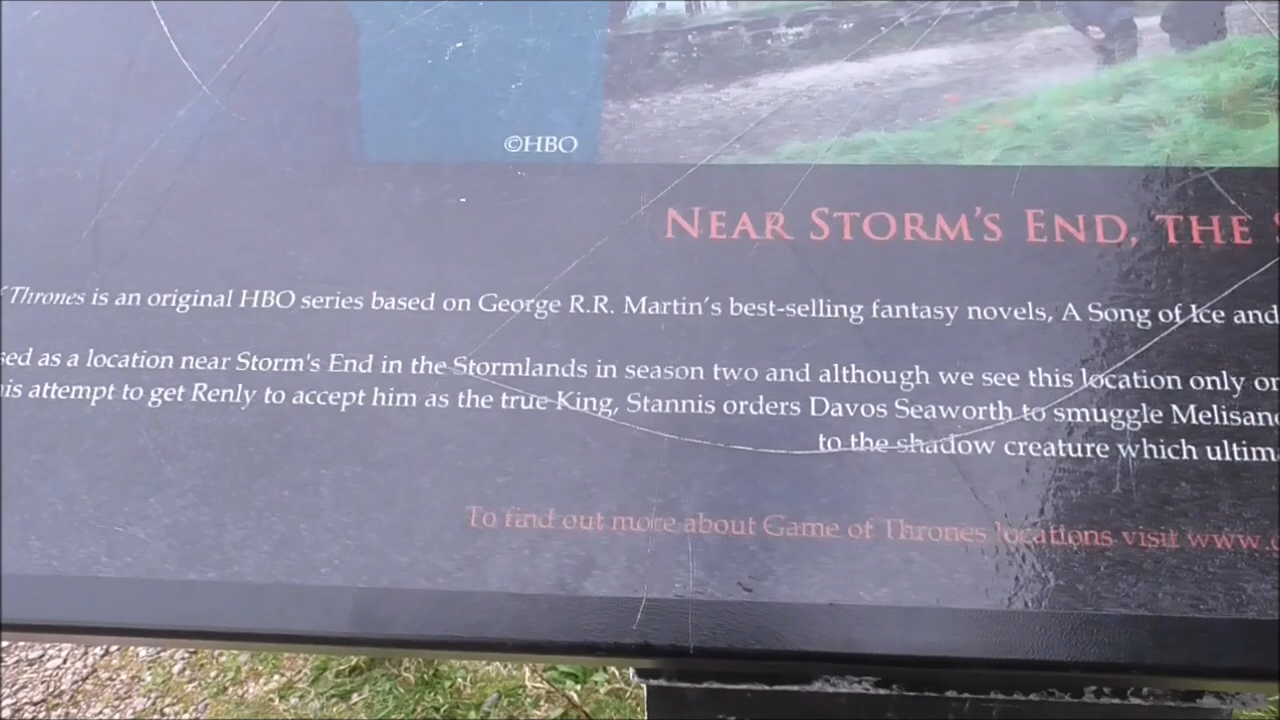 ©HBO
NEAR STORM'S END, THE
Thrones is an original HBO series based on George R.R. Martin's best-selling fantasy novels, A Song of Ice and
sed as a location near Storm's End in the Stormlands in season two and although we see this location only
his attempt to get Renly to accept him as the true King, Stannis orders Davos Seaworth to smuggle Melisand
to the shadow creature which ultim
To find out more about Game of Thrones locations visit www.